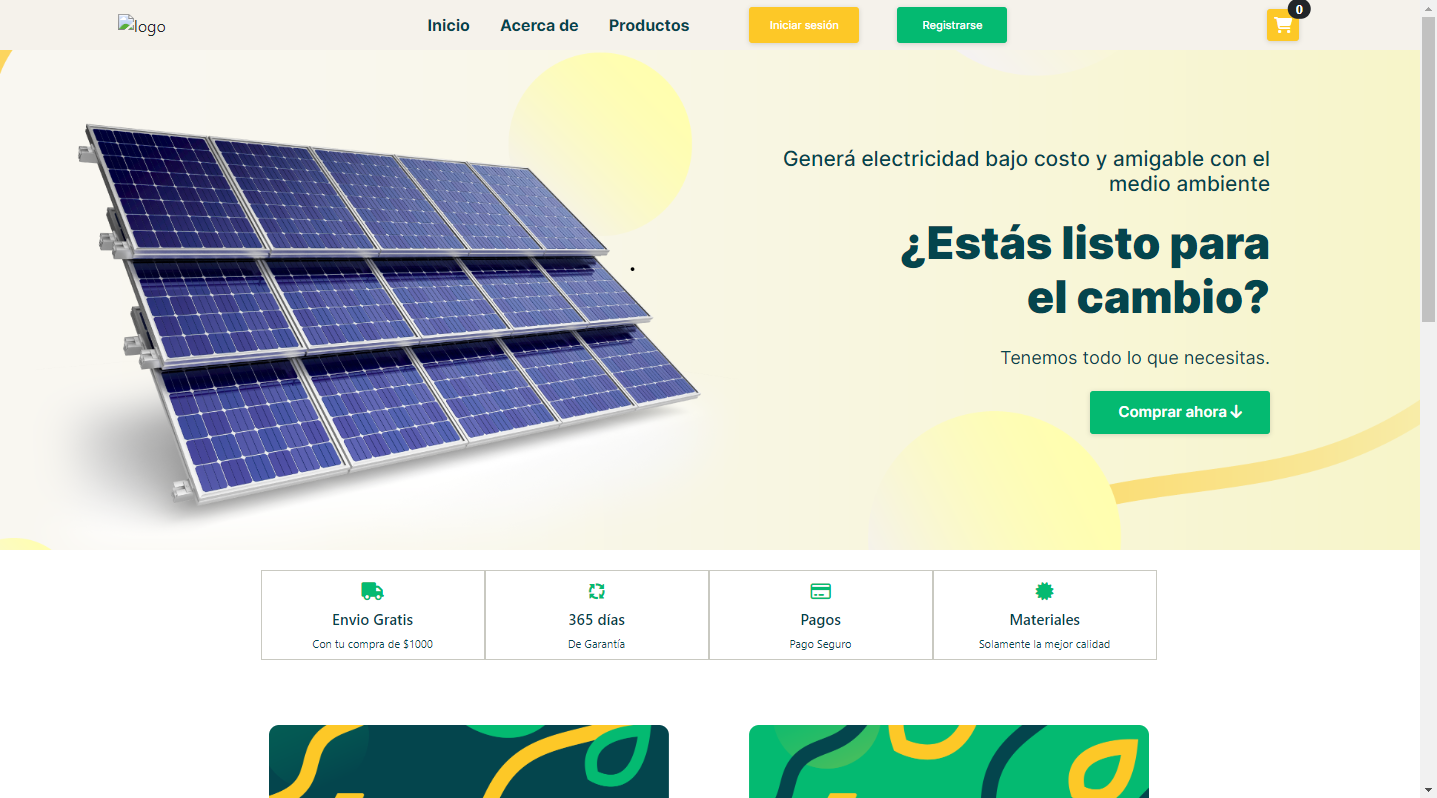 logo
Inicio
Acerca de
Productos
Iniciar sesión
Registrarse
0
Generá electricidad bajo costo y amigable con el
medio ambiente
¿Estás listo para
el cambio?
Tenemos todo lo que necesitas.
Comprar ahora
Envio Gratis
Con tu compra de $1000
365 días
De Garantía
Pagos
Pago Seguro
Materiales
Solamente la mejor calidad